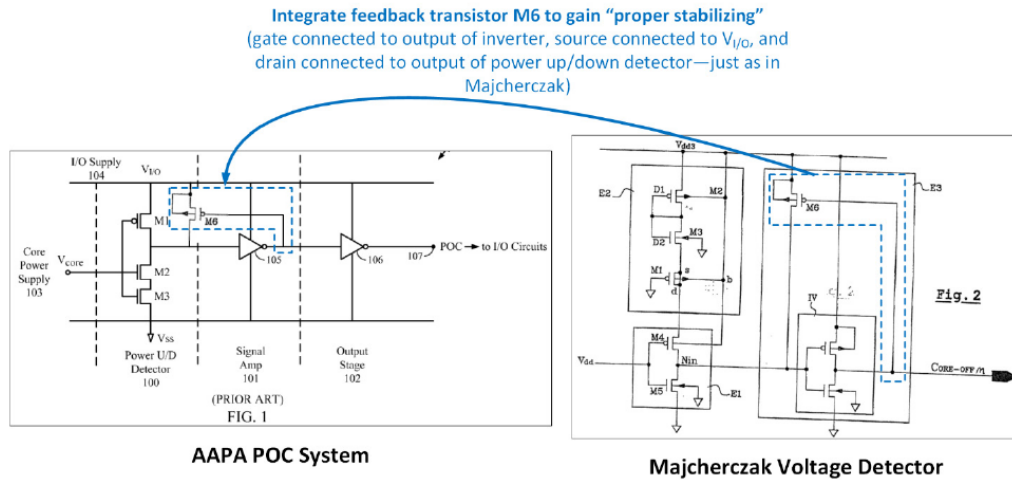 Integrate feedback transistor M6 to gain “proper stabilizing”
(gate connected to output of inverter, source connected to VI/O, and
drain connected to output of power up/down detector—just as in
Majcherczak)
I/O Supply
104
VI/O
M1
M6
105
106
107
POC
to I/O Circuits
Core
Power
Supply
103
Vcore
M2
M3
Vss
Power U/D
Detector
100
Signal
Amp
101
Output
Stage
102
(PRIOR ART)
FIG. 1
AAPA POC System
Vdd3
E2
E3
D1
M2
M6
D2
M3
M1
s
d
b
Fig. 2
IV
M4
Vdd
Nin
CORE-OFF/n
M5
E1
Majcherczak Voltage Detector